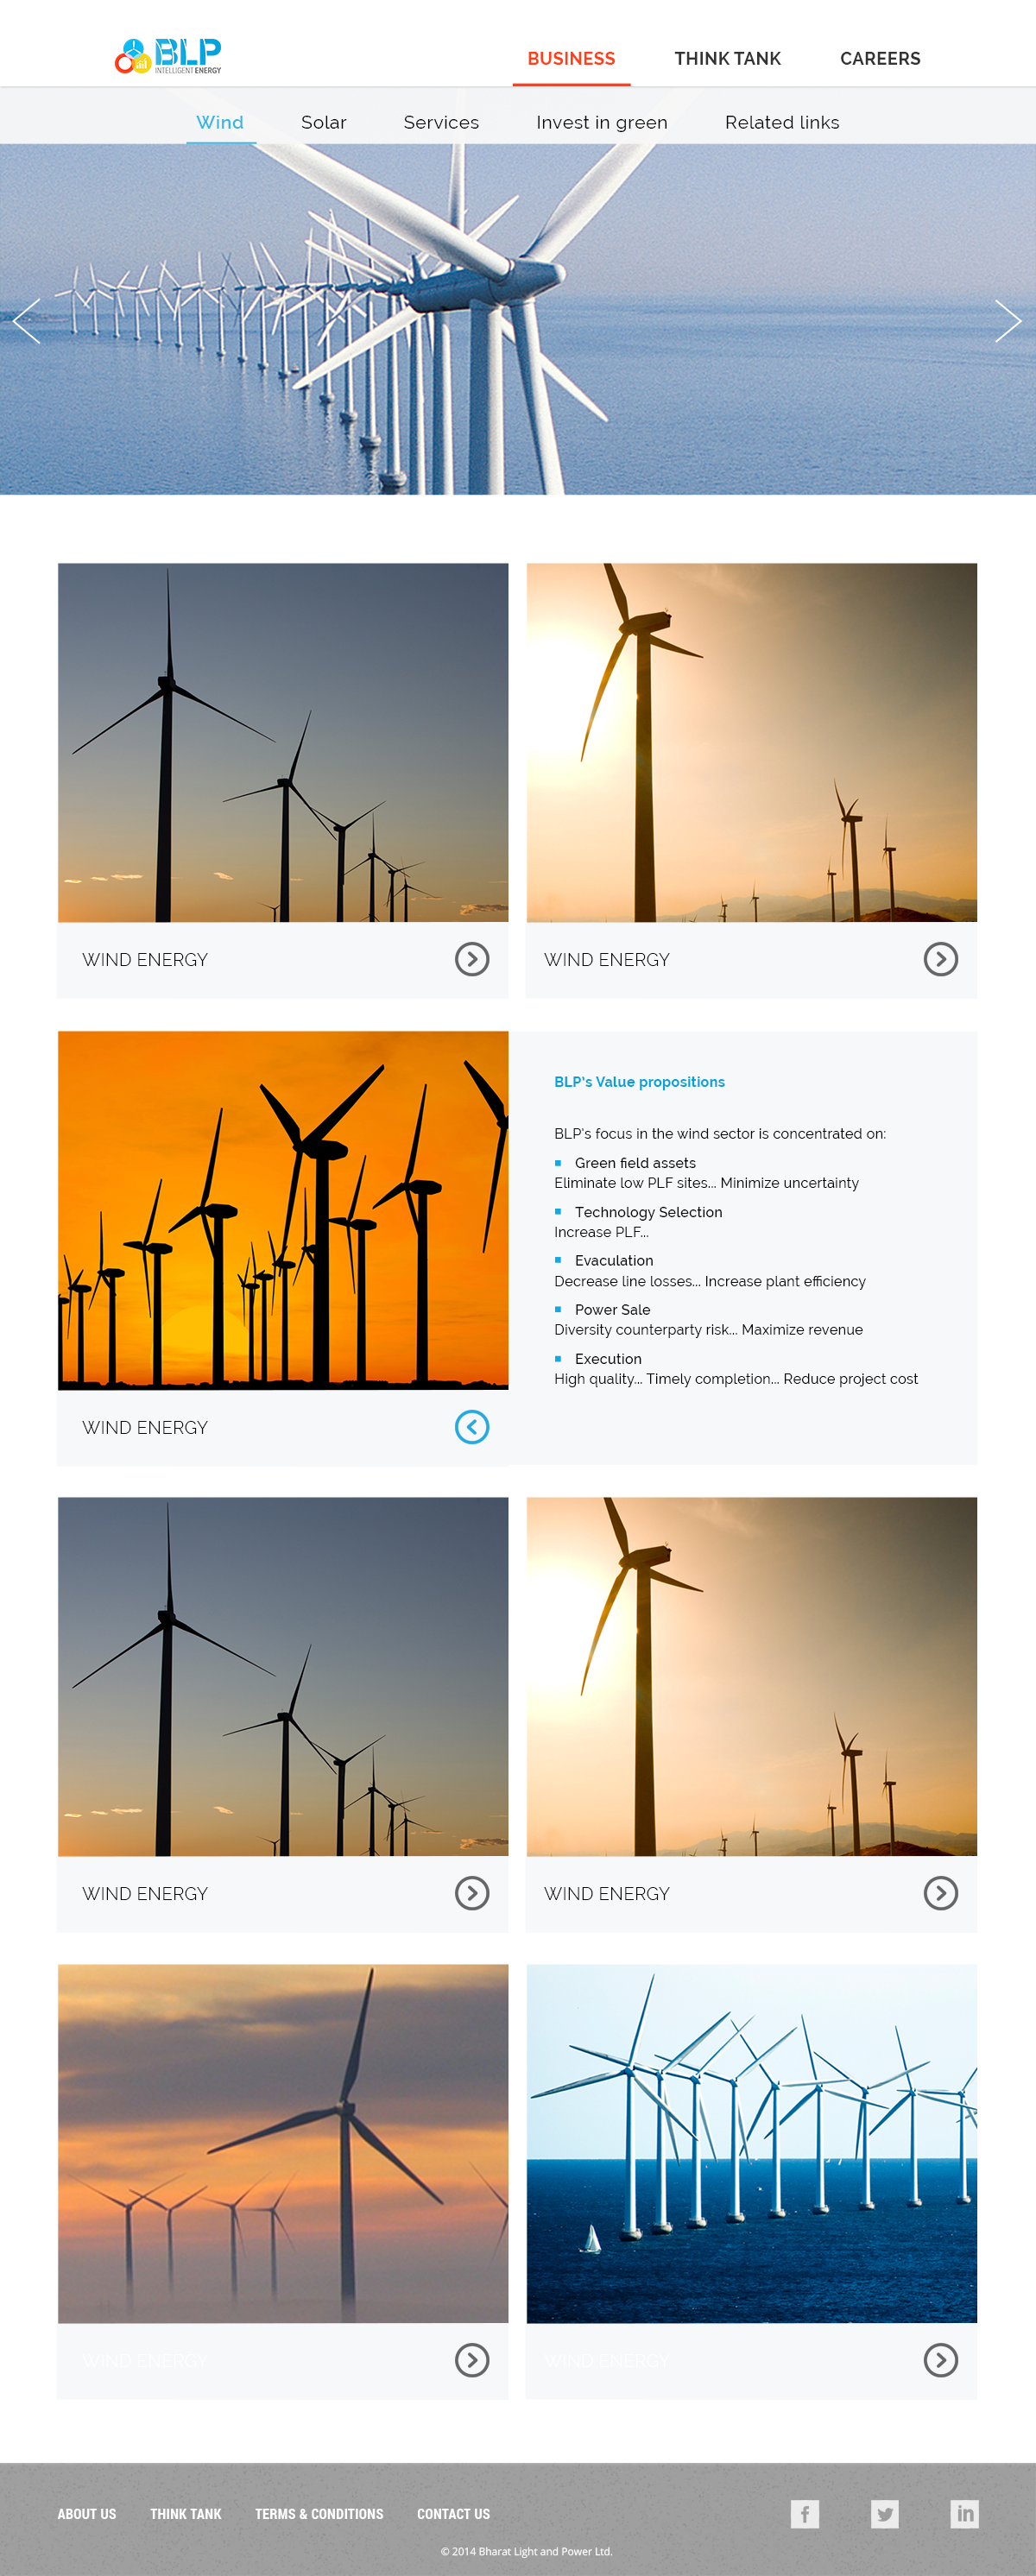 BLP
INTELLIGENT ENERGY
BUSINESS THINK TANK CAREERS
Wind Solar Services Invest in green Related links
WIND ENERGY
WIND ENERGY
WIND ENERGY
BLP's Value propositions
BLP's focus in the wind sector is concentrated on:
Green field assets
Eliminate low PLF sites... Minimize uncertainty
Technology Selection
Increase PLF...
Evaculation
Decrease line losses... Increase plant efficiency
Power Sale
Diversity counterparty risk... Maximize revenue
Execution
High quality... Timely completion... Reduce project cost
WIND ENERGY
WIND ENERGY
WIND ENERGY
WIND ENERGY
ABOUT US THINK TANK TERMS & CONDITIONS CONTACT US
f in
© 2014 Bharat Light and Power Ltd.